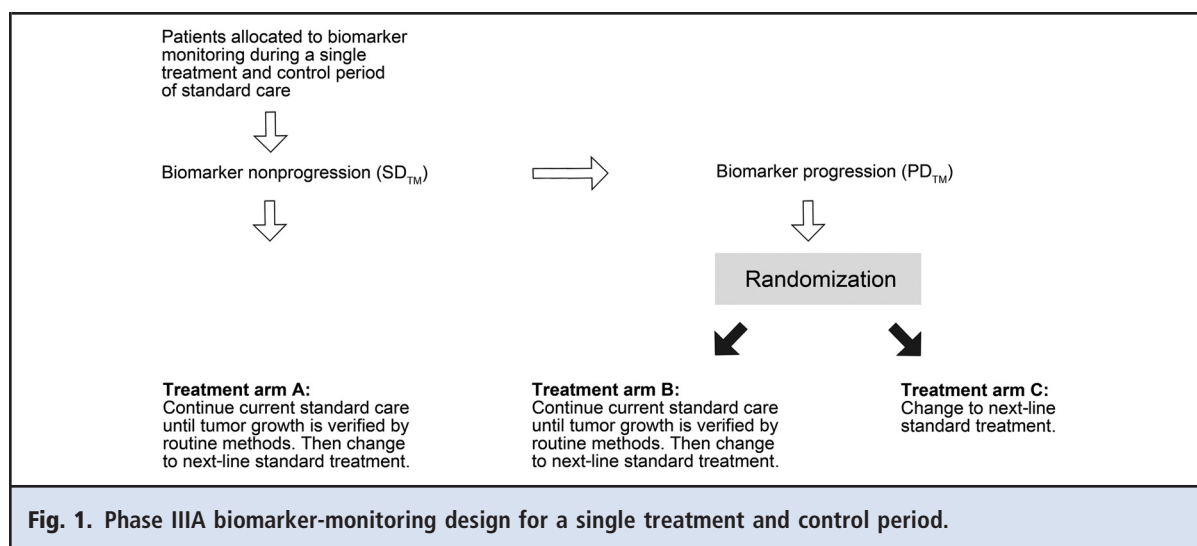 Patients allocated to biomarker
monitoring during a single
treatment and control period
of standard care
Biomarker nonprogression (SD_TM)
Biomarker progression (PD_TM)
Randomization
Treatment arm A:
Continue current standard care
until tumor growth is verified by
routine methods. Then change
to next-line standard treatment.
Treatment arm B:
Continue current standard care
until tumor growth is verified by
routine methods. Then change
to next-line standard treatment.
Treatment arm C:
Change to next-line
standard treatment.
Fig. 1. Phase IIIA biomarker-monitoring design for a single treatment and control period.